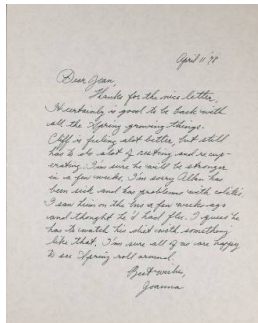 April 11 '78
Dear Jean,
Thanks for the nice letter,
It certainly is good to be back with
all the Spring growing things.
Cliff is feeling alot better, but still
has to do alot of resting and recup-
erating. I'm sure he will be stronger
in a few weeks. I'm sorry Allan has
been sick and has problems with colitis.
I saw him on the bus a few weeks ago
and thought he'd had flu. I guess he
has to watch his diet with something
like that. I'm sure all of us are happy
to see Spring roll around.
Best wishes,
Joanna